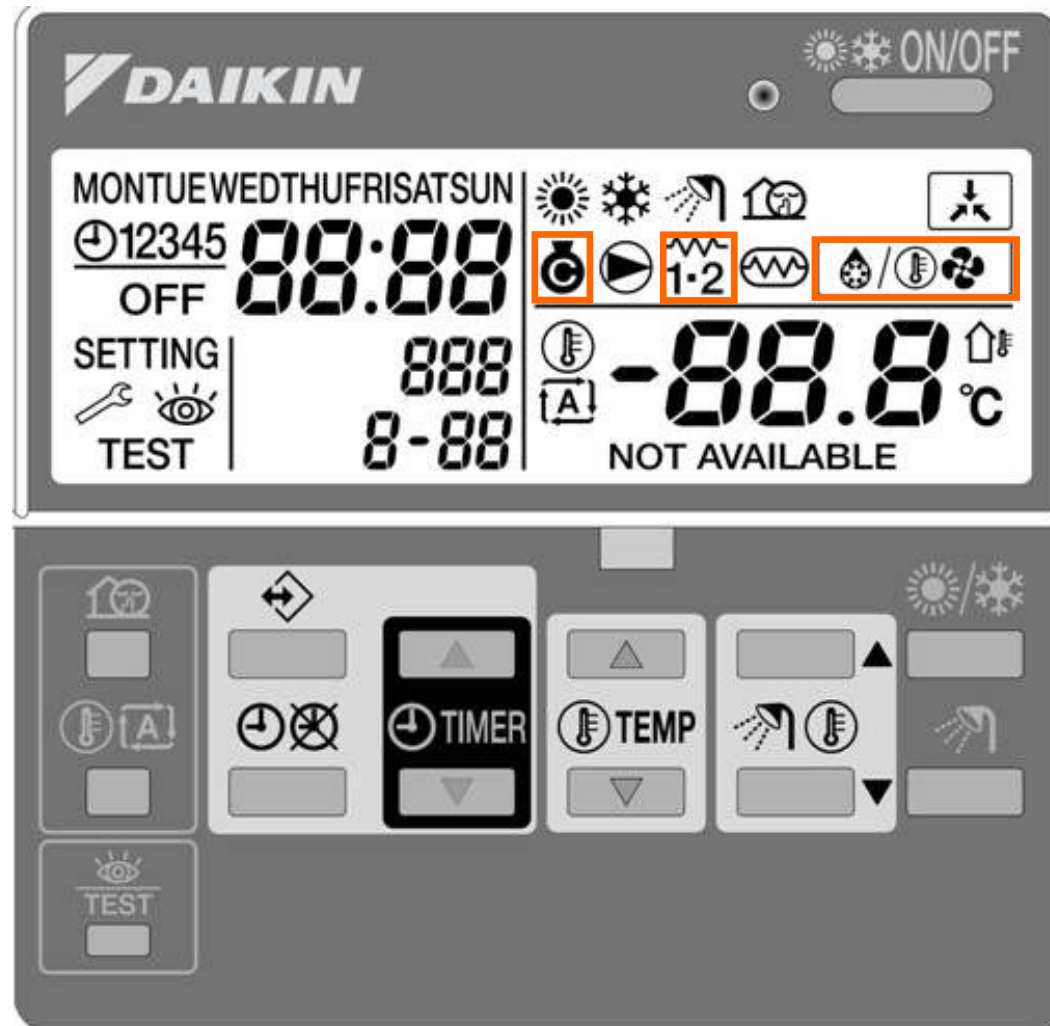 DAIKIN
ON/OFF
MONTUEWEDTHUFRISATSUN
12345 88:88
OFF
1·2
SETTING
888
-88.8 °C
A
TEST
8-88
NOT AVAILABLE
TIMER
TEMP
A
TEST